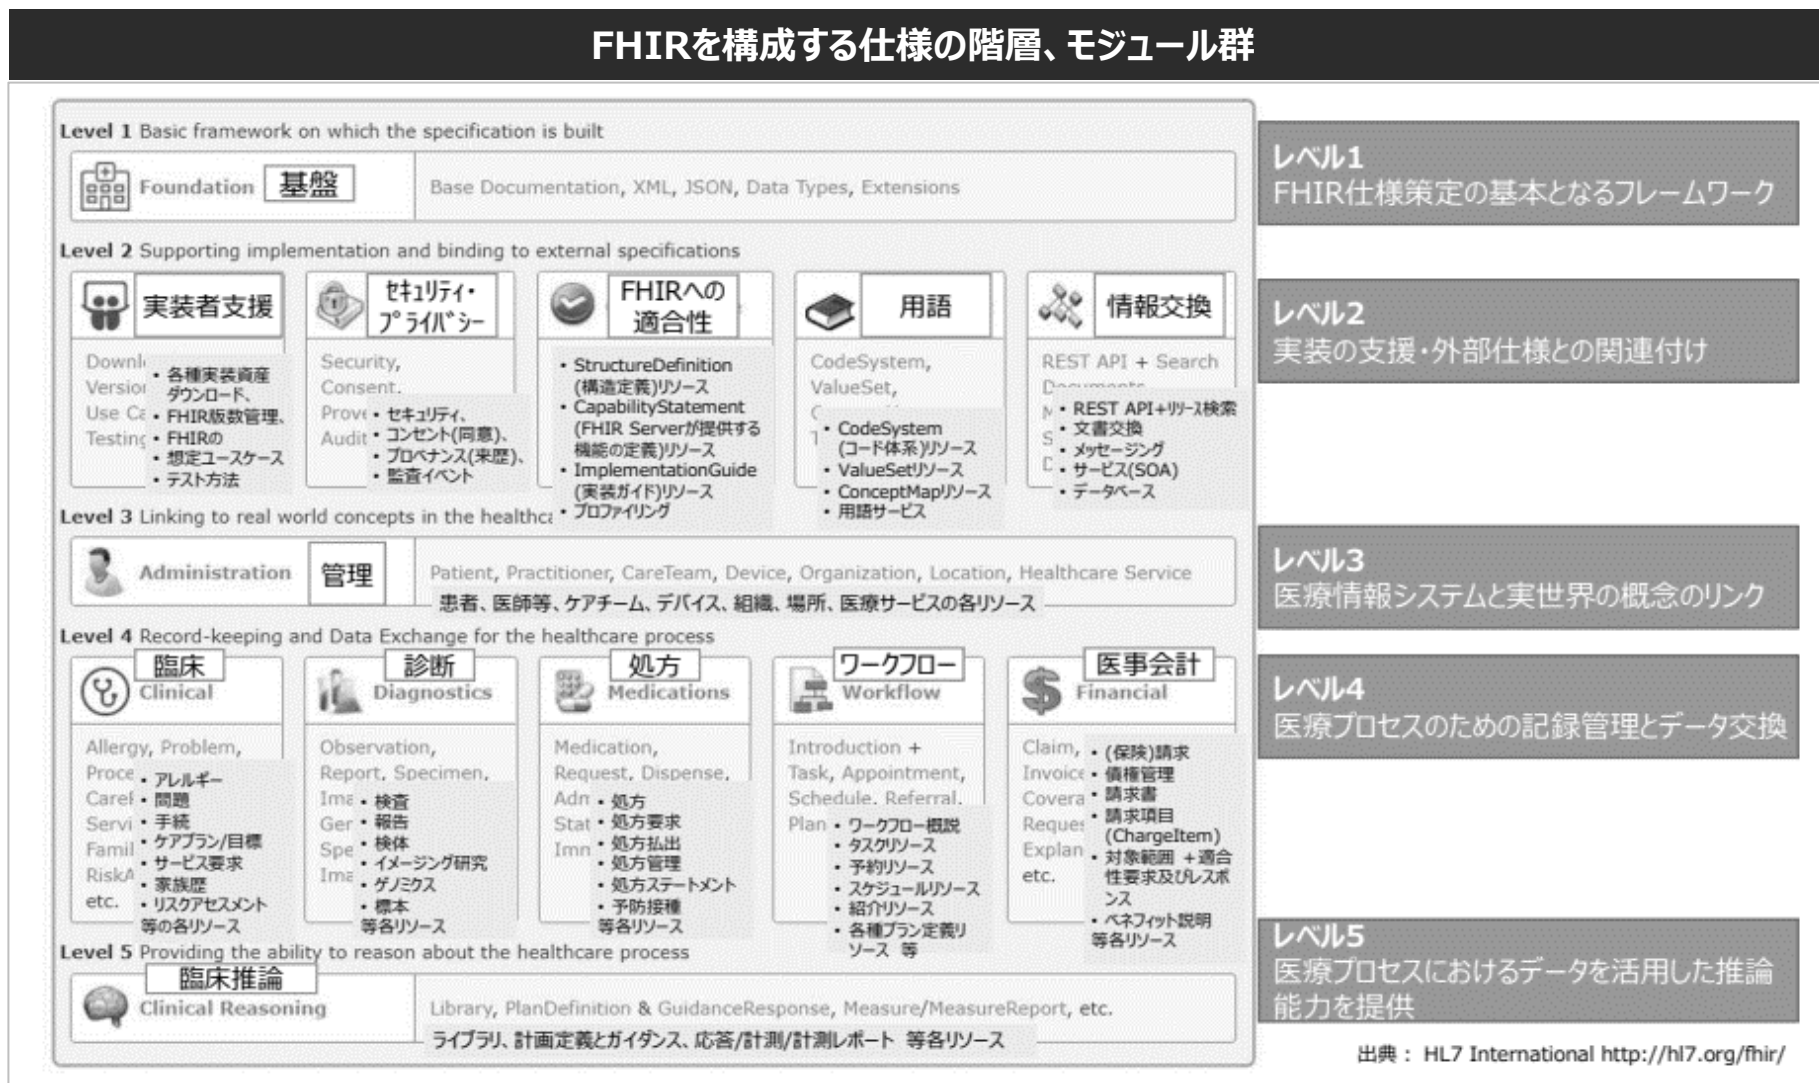 FHIRを構成する仕様の階層、モジュール群
Level 1 Basic framework on which the specification is built
Foundation 基盤
Base Documentation, XML, JSON, Data Types, Extensions
レベル1
FHIR仕様策定の基本となるフレームワーク
Level 2 Supporting implementation and binding to external specifications
実装者支援
・各種実装資産
ダウンロード、
・FHIR版数管理、
・FHIRの
・想定ユースケース
・テスト方法
セキュリティ・
プライバシー
Security,
Consent,
・セキュリティ、
・コンセント(同意)、
・プロベナンス(来歴)、
・監査イベント
FHIRへの
適合性
・StructureDefinition
(構造定義)リソース
・CapabilityStatement
(FHIR Serverが提供する
機能の定義)リソース
・ImplementationGuide
(実装ガイド)リソース
・プロファイリング
用語
CodeSystem,
ValueSet,
・CodeSystem
(コード体系)リソース
・ValueSetリソース
・ConceptMapリソース
・用語サービス
情報交換
REST API + Search
・REST API+リソース検索
・文書交換
・メッセージング
・サービス(SOA)
・データベース
レベル2
実装の支援・外部仕様との関連付け
Level 3 Linking to real world concepts in the
Administration 管理
Patient, Practitioner, CareTeam, Device, Organization, Location, Healthcare Service
患者、医師等、ケアチーム、デバイス、組織、場所、医療サービスの各リソース
レベル3
医療情報システムと実世界の概念のリンク
Level 4 Record-keeping and Data Exchange for the healthcare process
臨床
Clinical
Allergy, Problem,
・アレルギー
・問題
・手続
・ケアプラン/目標
・サービス要求
・家族歴
・リスクアセスメント
等の各リソース
etc.
診断
Diagnostics
Observation,
Report, Specimen,
・検査
・報告
・検体
・イメージング研究
・ゲノミクス
・標本
等各リソース
処方
Medications
Medication,
Request, Dispense,
・処方
・処方要求
・処方払出
・処方管理
・処方ステートメント
・予防接種
等各リソース
ワークフロー
Workflow
Introduction +
Task, Appointment,
Schedule, Referral,
Plan
・ワークフロー概説
・タスクリソース
・予約リソース
・スケジュールリソース
・紹介リソース
・各種プラン定義リ
ソース 等
医事会計
Financial
Claim,
etc.
・(保険)請求
・債権管理
・請求書
・請求項目
(ChargeItem)
・対象範囲 +適合
性要求及びレスポ
ンス
・ベネフィット説明
等各リソース
レベル4
医療プロセスのための記録管理とデータ交換
Level 5 Providing the ability to reason about the healthcare process
臨床推論
Clinical Reasoning
Library, PlanDefinition & GuidanceResponse, Measure/MeasureReport, etc.
ライブラリ、計画定義とガイダンス、応答/計測/計測レポート 等各リソース
レベル5
医療プロセスにおけるデータを活用した推論
能力を提供
出典： HL7 International http://hl7.org/fhir/